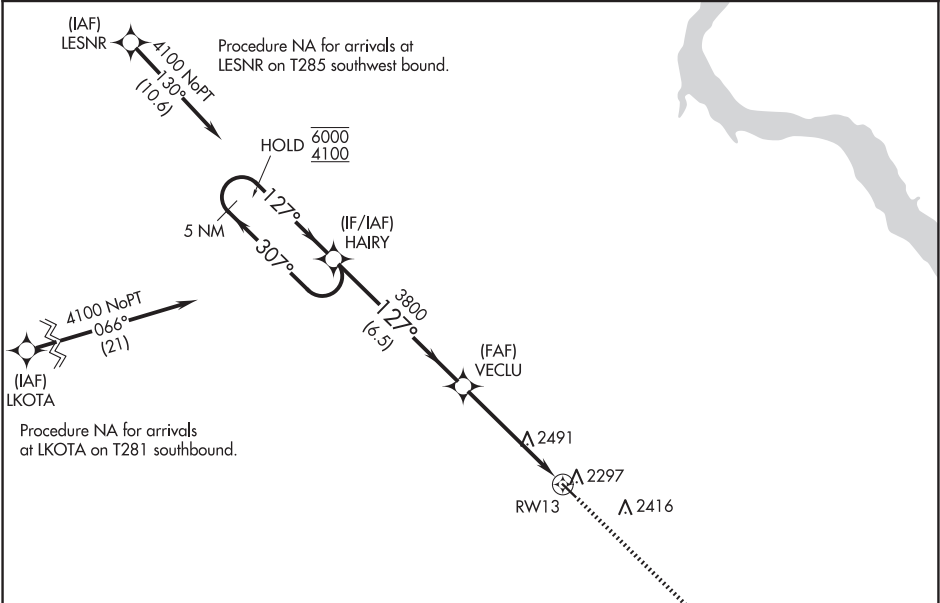 (IAF)
LESNR
4100 NoPT
130°
(10.6)
Procedure NA for arrivals at
LESNR on T285 southwest bound.
HOLD 6000
4100
127°
5 NM
307°
(IF/IAF)
HAIRY
3800
127°
(6.5)
4100 NoPT
066°
(21)
(IAF)
LKOTA
(FAF)
VECLU
Procedure NA for arrivals
at LKOTA on T281 southbound.
2491
2297
RW13
2416